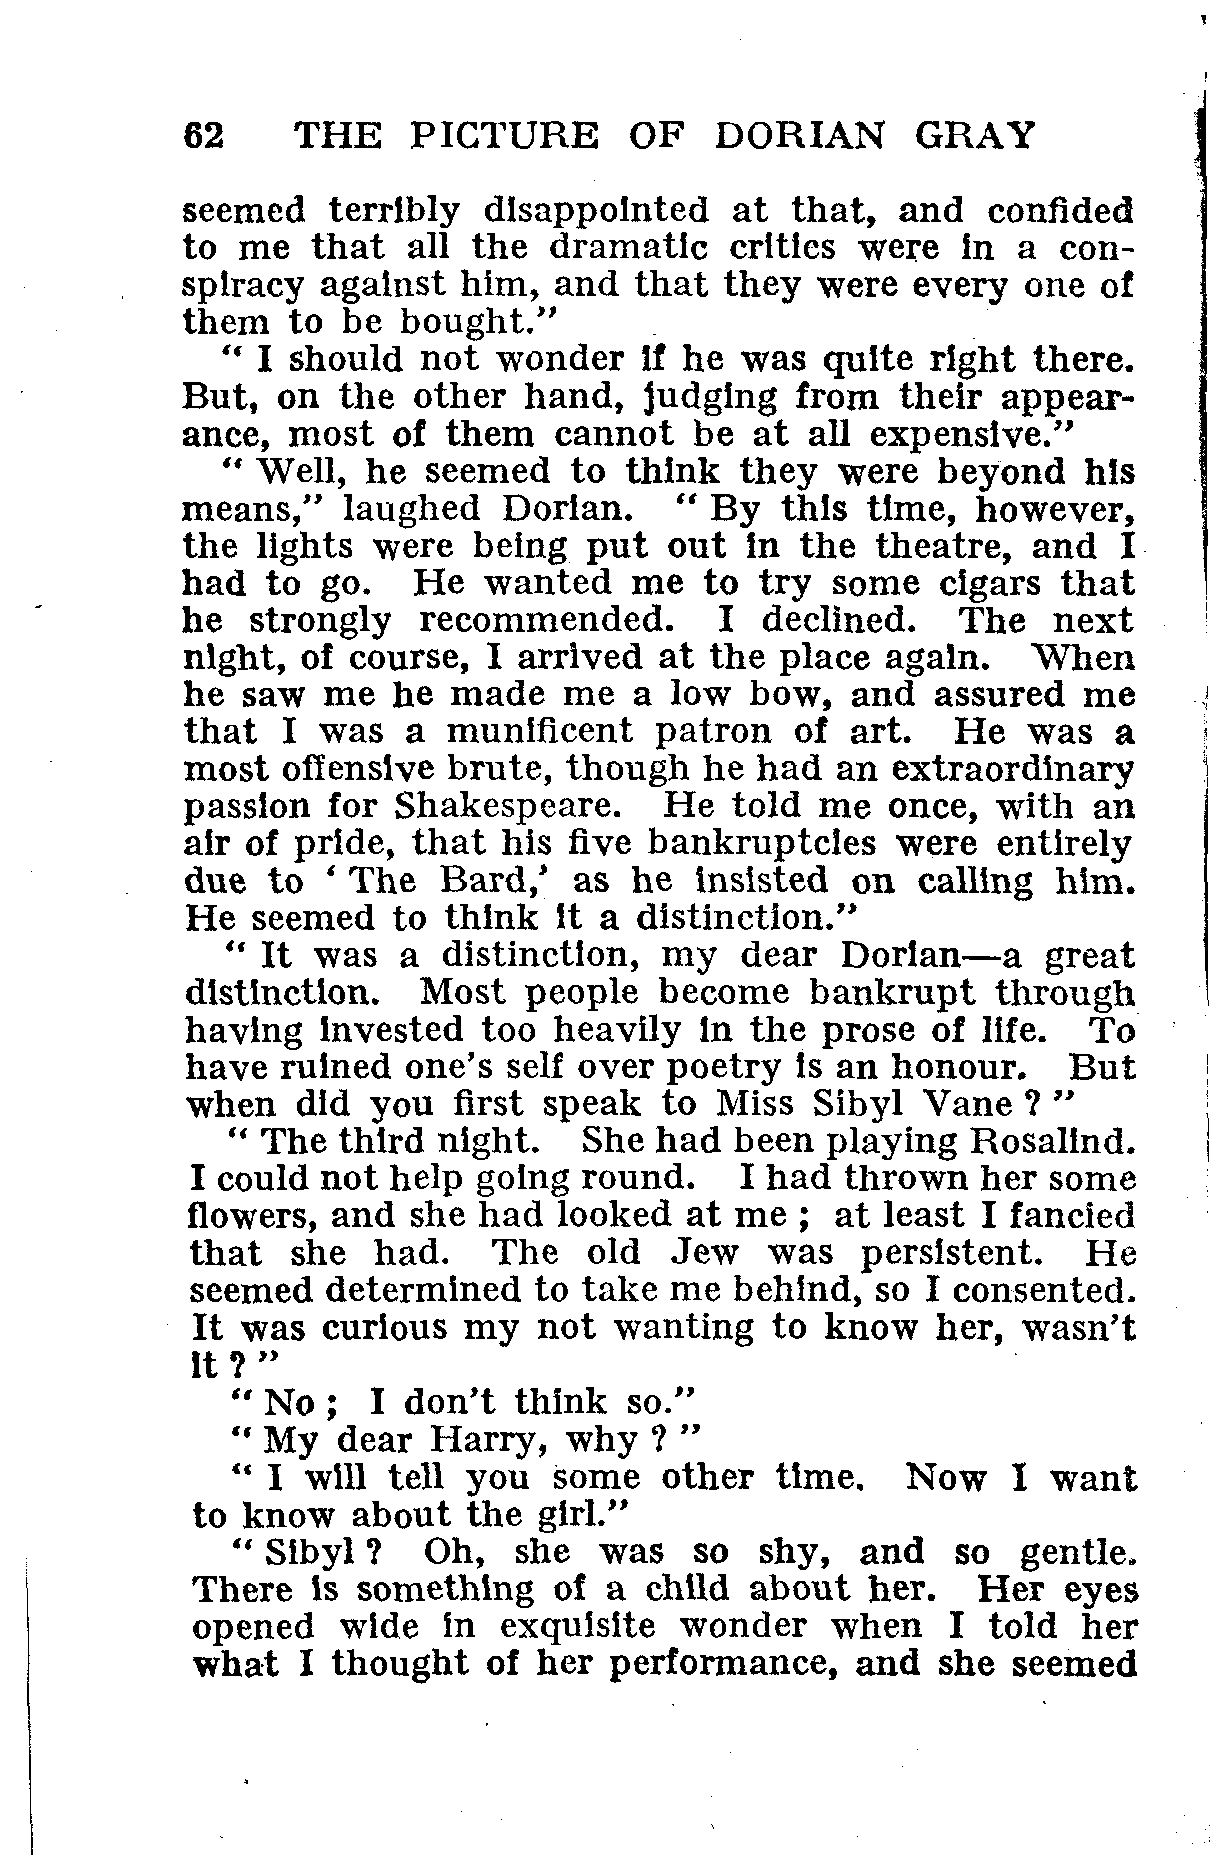 62 THE PICTURE OF DORIAN GRAY
seemed terribly disappointed at that, and confided
to me that all the dramatic critics were in a con-
spiracy against him, and that they were every one of
them to be bought."
" I should not wonder if he was quite right there.
But, on the other hand, judging from their appear-
ance, most of them cannot be at all expensive."
" Well, he seemed to think they were beyond his
means," laughed Dorian. " By this time, however,
the lights were being put out in the theatre, and I
had to go. He wanted me to try some cigars that
he strongly recommended. I declined. The next
night, of course, I arrived at the place again. When
he saw me he made me a low bow, and assured me
that I was a munificent patron of art. He was a
most offensive brute, though he had an extraordinary
passion for Shakespeare. He told me once, with an
air of pride, that his five bankruptcies were entirely
due to ' The Bard,' as he insisted on calling him.
He seemed to think it a distinction."
" It was a distinction, my dear Dorian—a great
distinction. Most people become bankrupt through
having invested too heavily in the prose of life. To
have ruined one's self over poetry is an honour. But
when did you first speak to Miss Sibyl Vane ? "
" The third night. She had been playing Rosalind.
I could not help going round. I had thrown her some
flowers, and she had looked at me ; at least I fancied
that she had. The old Jew was persistent. He
seemed determined to take me behind, so I consented.
It was curious my not wanting to know her, wasn't
it ? "
" No ; I don't think so."
" My dear Harry, why ? "
" I will tell you some other time. Now I want
to know about the girl."
" Sibyl ? Oh, she was so shy, and so gentle.
There is something of a child about her. Her eyes
opened wide in exquisite wonder when I told her
what I thought of her performance, and she seemed